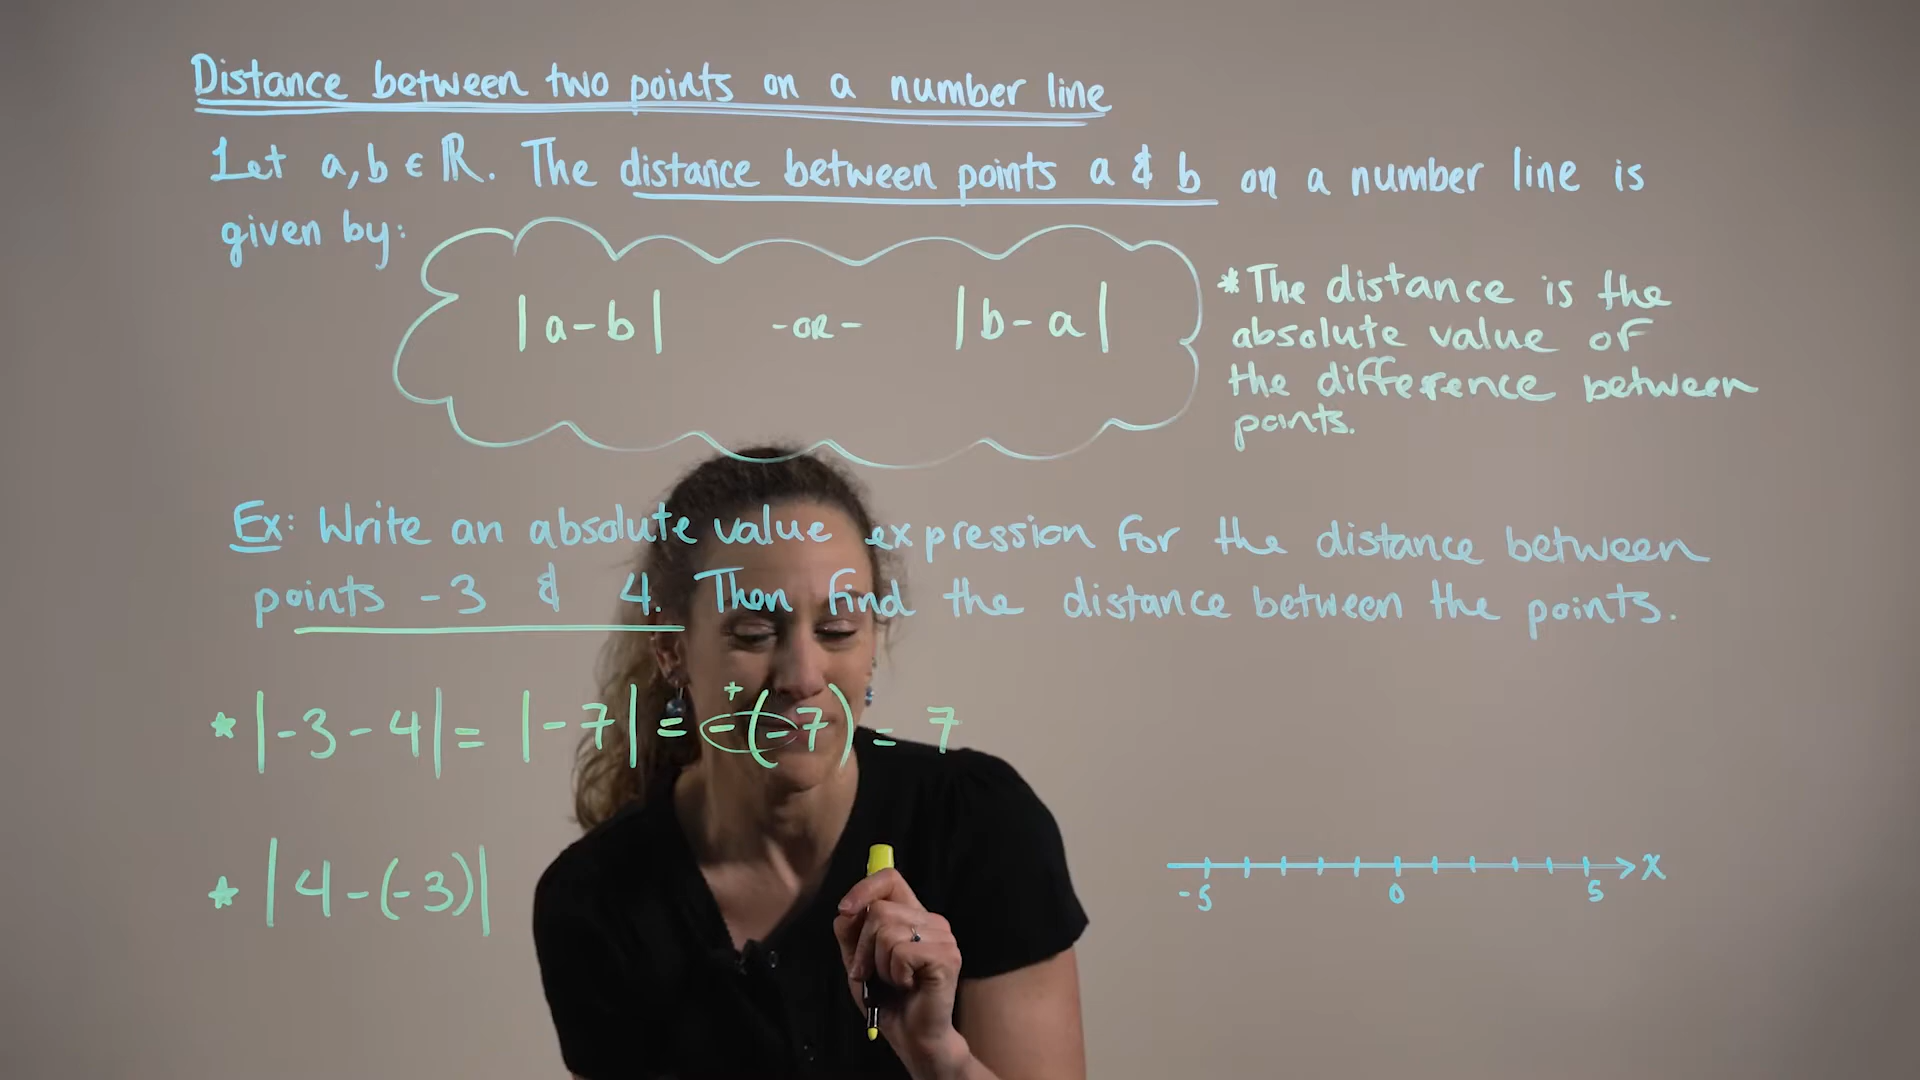 Distance between two points on a number line
Let a, b ∈ ℝ. The distance between points a & b on a number line is
given by:
|a - b| -OR- |b - a|
*The distance is the
absolute value of
the difference between
points.
Ex: Write an absolute value expression for the distance between
points -3 & 4. Then find the distance between the points.
+
* |-3 - 4| = |-7| = -(-7) = 7
* |4 - (-3)|
x
-5 0 5